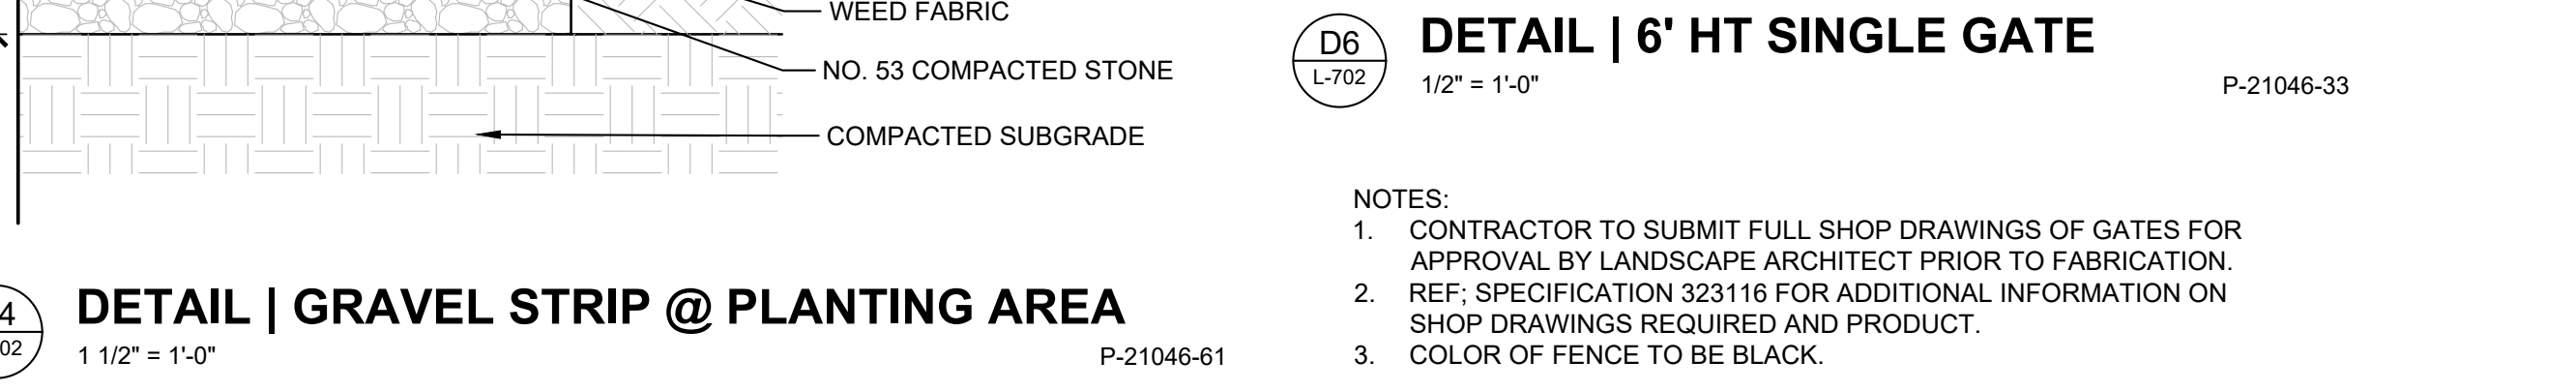 WEED FABRIC
NO. 53 COMPACTED STONE
COMPACTED SUBGRADE
4
02
DETAIL | GRAVEL STRIP @ PLANTING AREA
1 1/2" = 1'-0"
P-21046-61
D6
L-702
DETAIL | 6' HT SINGLE GATE
1/2" = 1'-0"
P-21046-33
NOTES:
1. CONTRACTOR TO SUBMIT FULL SHOP DRAWINGS OF GATES FOR
APPROVAL BY LANDSCAPE ARCHITECT PRIOR TO FABRICATION.
2. REF; SPECIFICATION 323116 FOR ADDITIONAL INFORMATION ON
SHOP DRAWINGS REQUIRED AND PRODUCT.
3. COLOR OF FENCE TO BE BLACK.